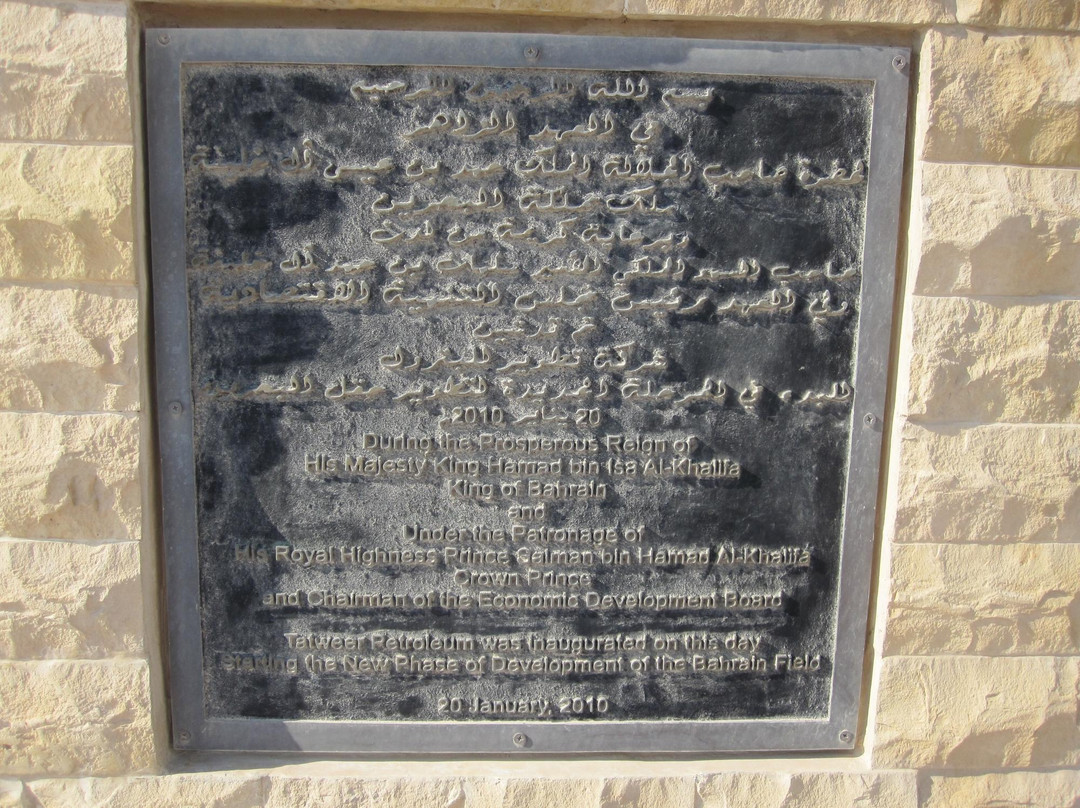 بسم الله الرحمن الرحيم
في العهد الزاهر
لحضرة صاحب الجلالة الملك حمد بن عيسى آل خليفة
ملك مملكة البحرين
وبرعاية كريمة من لدن
صاحب السمو الملكي الأمير سلمان بن حمد آل خليفة
ولي العهد رئيس مجلس التنمية الاقتصادية
تم تدشين
شركة تطوير للبترول
للبدء في المرحلة الجديدة لتطوير حقل البحرين
20 يناير 2010
During the Prosperous Reign of
His Majesty King Hamad bin Isa Al-Khalifa
King of Bahrain
and
Under the Patronage of
His Royal Highness Prince Salman bin Hamad Al-Khalifa
Crown Prince
and Chairman of the Economic Development Board
Tatweer Petroleum was Inaugurated on this day
Starting the New Phase of Development of the Bahrain Field
20 January, 2010